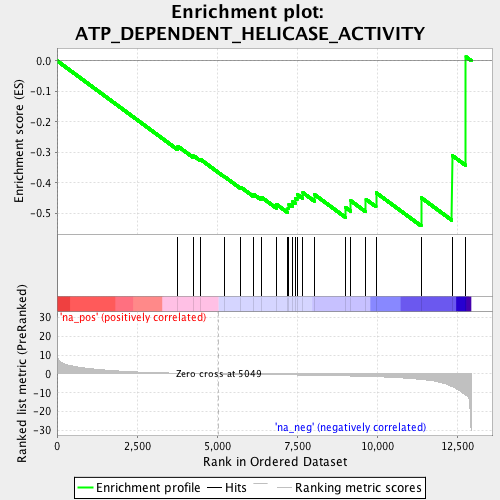 Enrichment plot:
ATP_DEPENDENT_HELICASE_ACTIVITY
Enrichment score (ES)
0.0
-0.1
-0.2
-0.3
-0.4
-0.5
'na_pos' (positively correlated)
Ranked list metric (PreRanked)
30
20
10
0
-10
-20
-30
Zero cross at 5049
'na_neg' (negatively correlated)
0
2,500
5,000
7,500
10,000
12,500
Rank in Ordered Dataset
Enrichment profile
Hits
Ranking metric scores